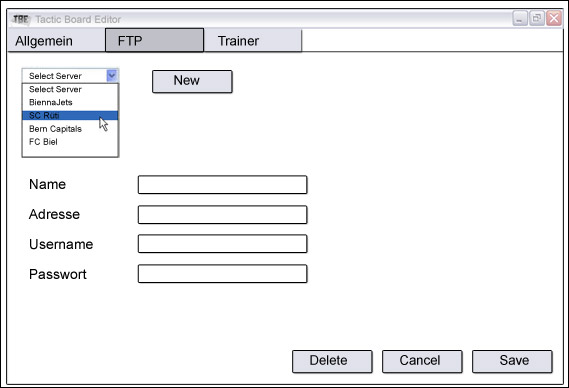 TBE Tactic Board Editor
Allgemein FTP Trainer
Select Server New
Select Server
BiennaJets
SC Rüti
Bern Capitals
FC Biel
Name
Adresse
Username
Passwort
Delete Cancel Save